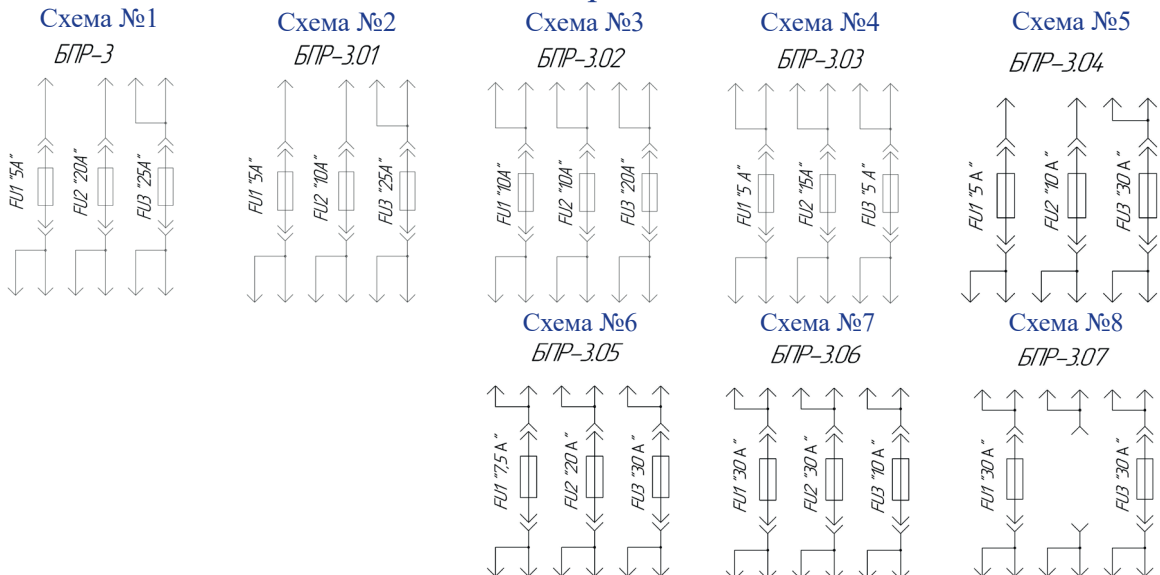 Схема №1
БПР-3
FU1 "5А"
FU2 "20А"
FU3 "25А"
Схема №2
БПР-3.01
FU1 "5А"
FU2 "10А"
FU3 "25А"
Схема №3
БПР-3.02
FU1 "10А"
FU2 "10А"
FU3 "20А"
Схема №4
БПР-3.03
FU1 "5 А"
FU2 "15А"
FU3 "5 А"
Схема №5
БПР-3.04
FU1 "5 А"
FU2 "10 А"
FU3 "30 А"
Схема №6
БПР-3.05
FU1 "7,5 А"
FU2 "20 А"
FU3 "30 А"
Схема №7
БПР-3.06
FU1 "30 А"
FU2 "30 А"
FU3 "10 А"
Схема №8
БПР-3.07
FU1 "30 А"
FU3 "30 А"